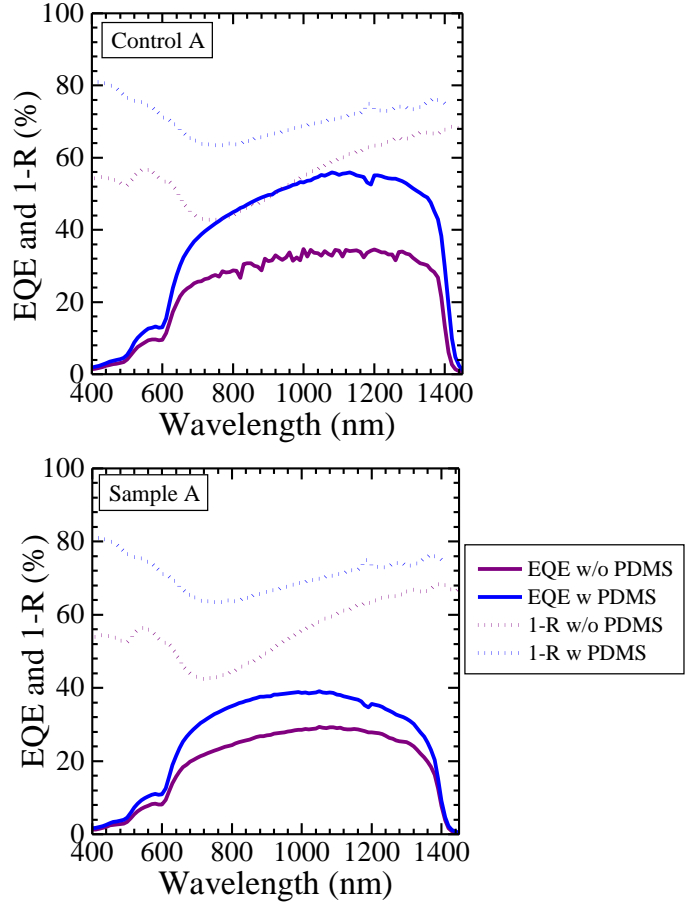 100
Control A
80
60
40
20
0
EQE and 1-R (%)
400 600 800 1000 1200 1400
Wavelength (nm)
100
Sample A
80
60
40
20
0
EQE and 1-R (%)
400 600 800 1000 1200 1400
Wavelength (nm)
EQE w/o PDMS
EQE w PDMS
1-R w/o PDMS
1-R w PDMS